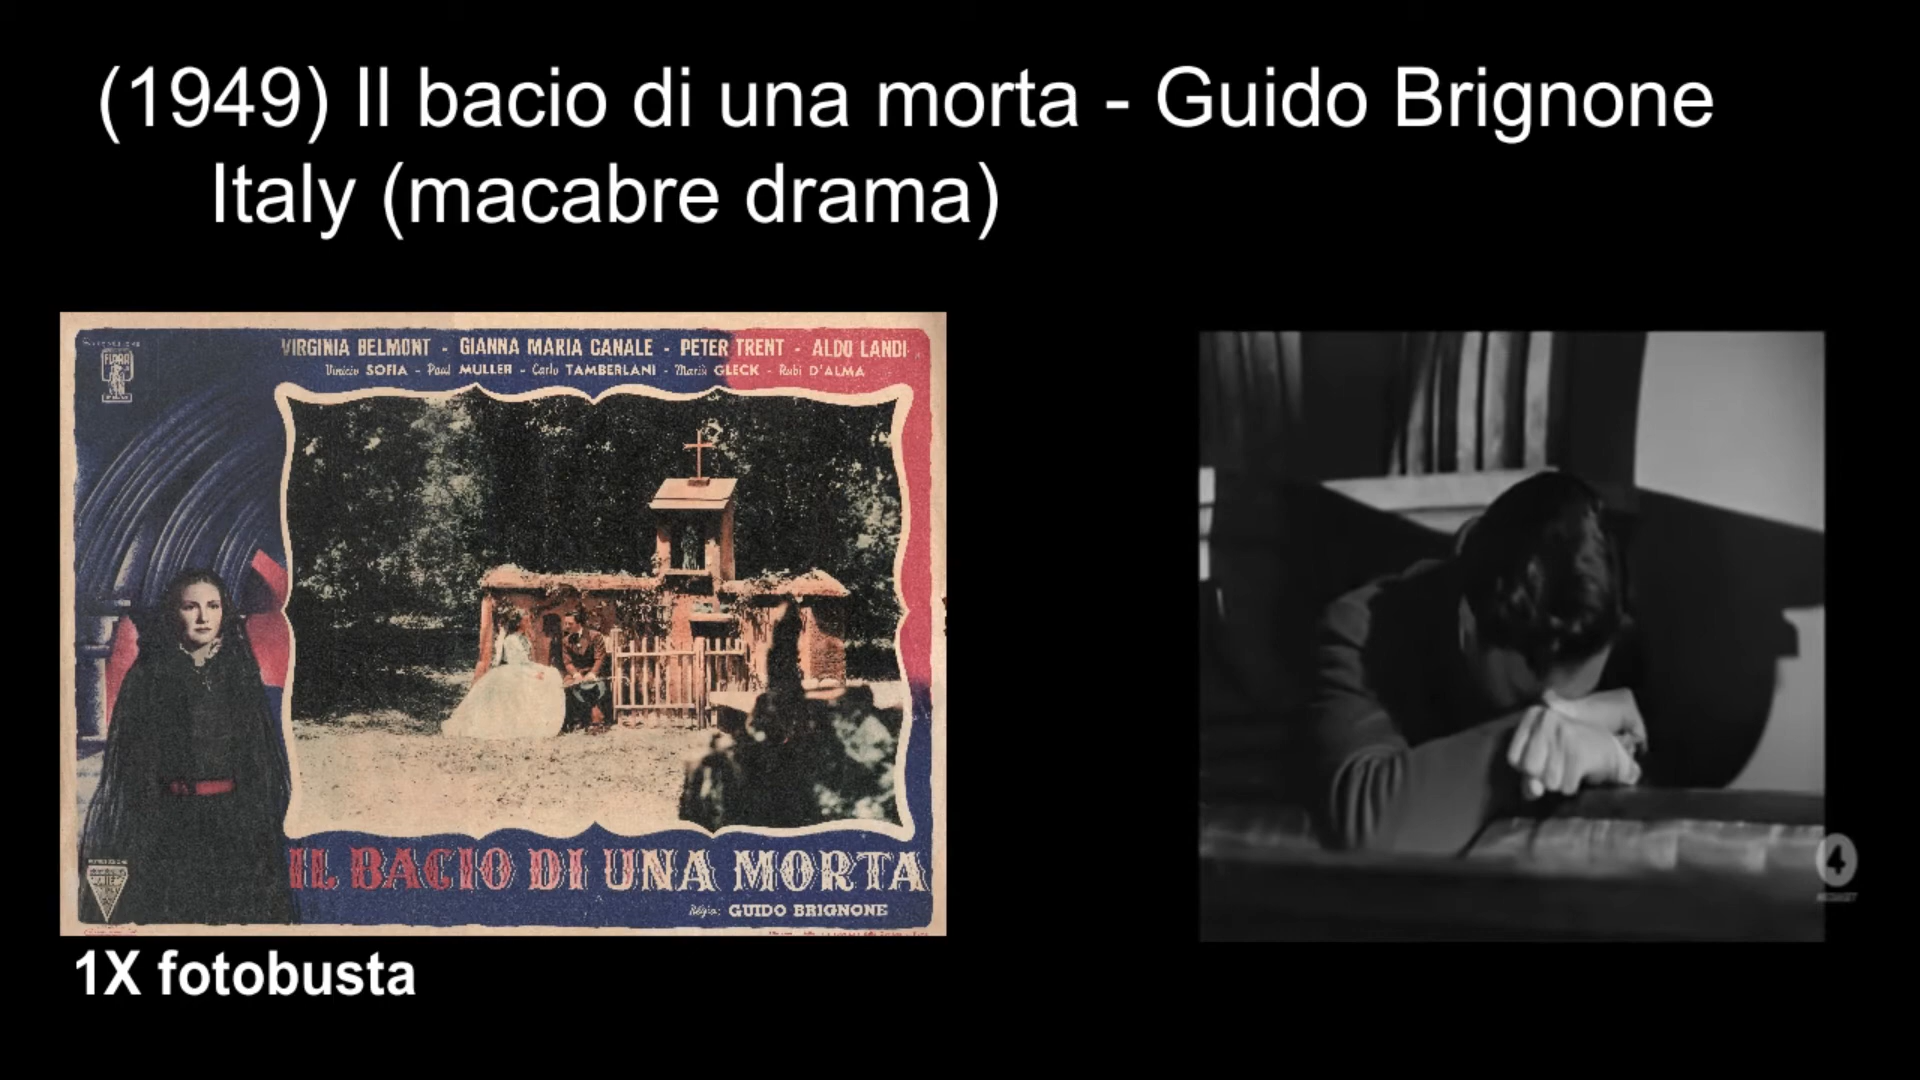 (1949) Il bacio di una morta - Guido Brignone
Italy (macabre drama)
VIRGINIA BELMONT - GIANNA MARIA CANALE - PETER TRENT - ALDO LANDI
Vinicio SOFIA - Paul MULLER - Carlo TAMBERLANI - Maria GLECK - Rubi D'ALMA
IL BACIO DI UNA MORTA
Regia: GUIDO BRIGNONE
1X fotobusta
4